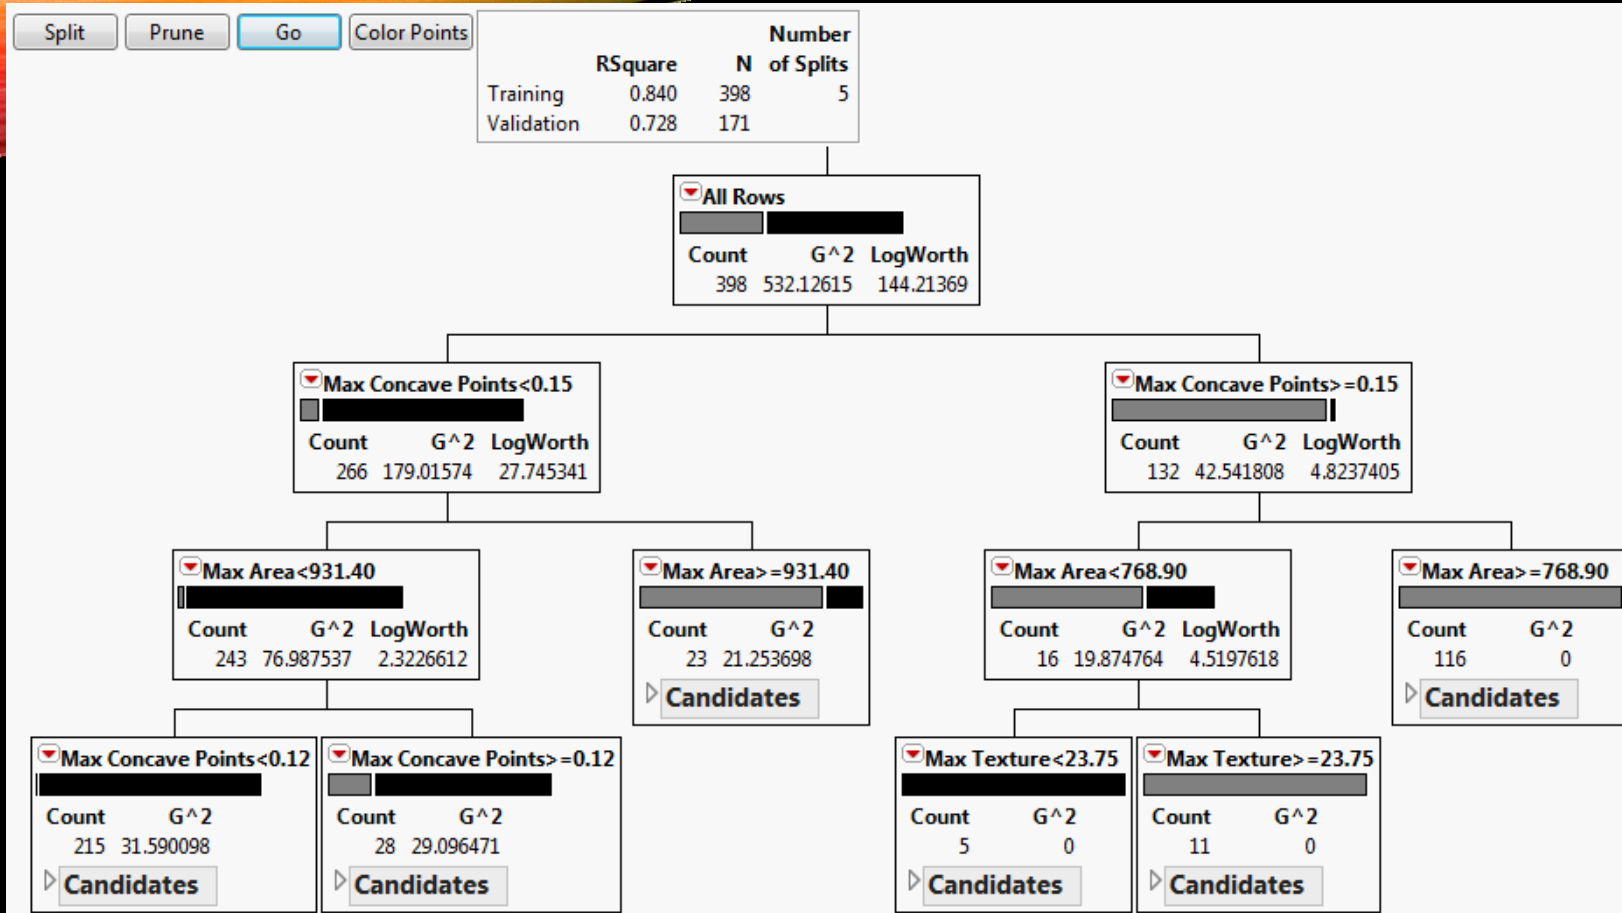 Split Prune Go Color Points
Number
RSquare N of Splits
Training 0.840 398 5
Validation 0.728 171
All Rows
Count G^2 LogWorth
398 532.12615 144.21369
Max Concave Points<0.15
Count G^2 LogWorth
266 179.01574 27.745341
Max Concave Points>=0.15
Count G^2 LogWorth
132 42.541808 4.8237405
Max Area<931.40
Count G^2 LogWorth
243 76.987537 2.3226612
Max Area>=931.40
Count G^2
23 21.253698
Candidates
Max Area<768.90
Count G^2 LogWorth
16 19.874764 4.5197618
Max Area>=768.90
Count G^2
116 0
Candidates
Max Concave Points<0.12
Count G^2
215 31.590098
Candidates
Max Concave Points>=0.12
Count G^2
28 29.096471
Candidates
Max Texture<23.75
Count G^2
5 0
Candidates
Max Texture>=23.75
Count G^2
11 0
Candidates